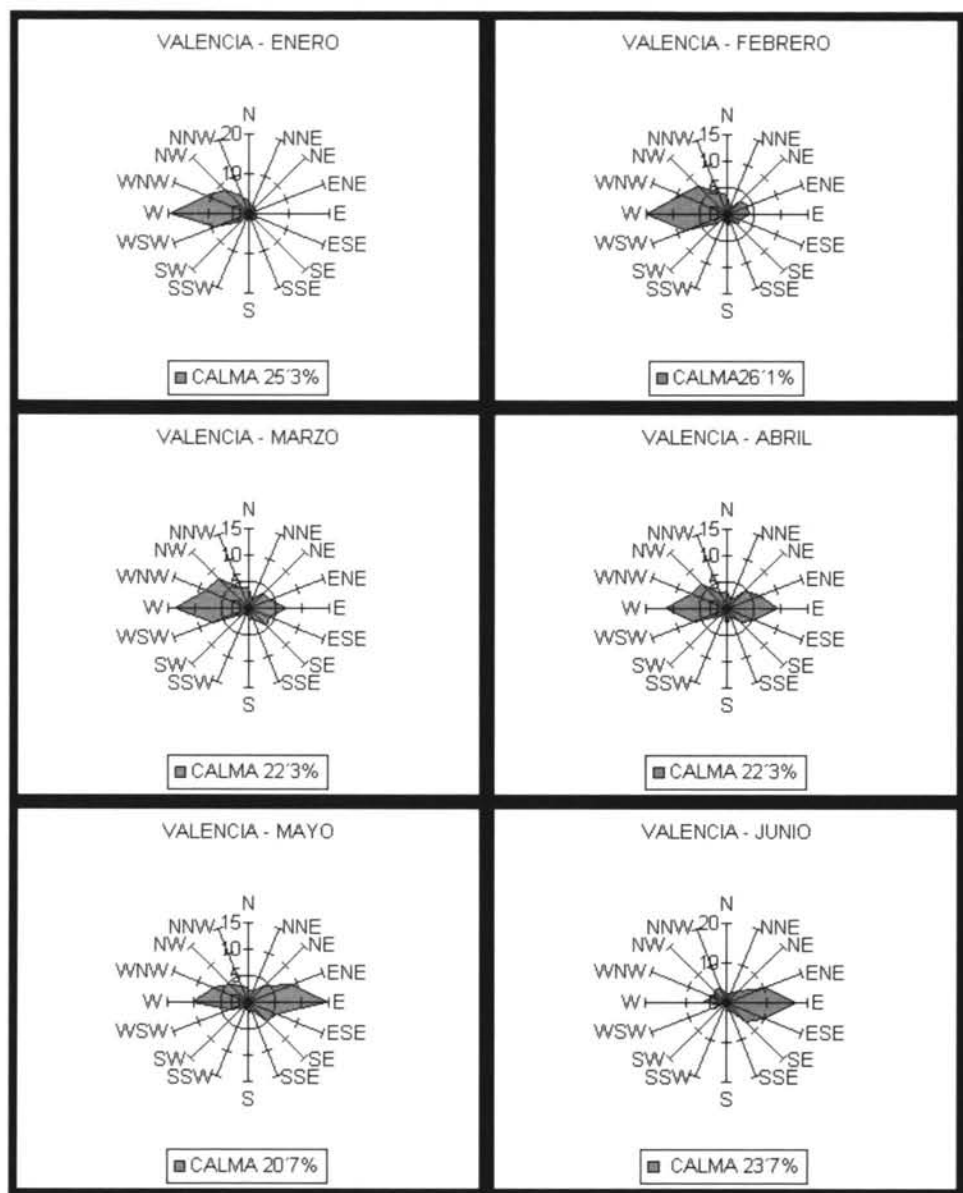 VALENCIA - ENERO
N
NNW 20 NNE
NW NE
WNW 10 ENE
W 0 E
WSW ESE
SW SE
SSW SSE
S
CALMA 25´3%
VALENCIA - FEBRERO
N
NNW 15 NNE
NW 10 NE
WNW 5 ENE
W 0 E
WSW ESE
SW SE
SSW SSE
S
CALMA26´1%
VALENCIA - MARZO
N
NNW 15 NNE
NW 10 NE
WNW 5 ENE
W 0 E
WSW ESE
SW SE
SSW SSE
S
CALMA 22´3%
VALENCIA - ABRIL
N
NNW 15 NNE
NW 10 NE
WNW 5 ENE
W 0 E
WSW ESE
SW SE
SSW SSE
S
CALMA 22´3%
VALENCIA - MAYO
N
NNW 15 NNE
NW 10 NE
WNW 5 ENE
W 0 E
WSW ESE
SW SE
SSW SSE
S
CALMA 20´7%
VALENCIA - JUNIO
N
NNW 20 NNE
NW NE
WNW 10 ENE
W 0 E
WSW ESE
SW SE
SSW SSE
S
CALMA 23´7%